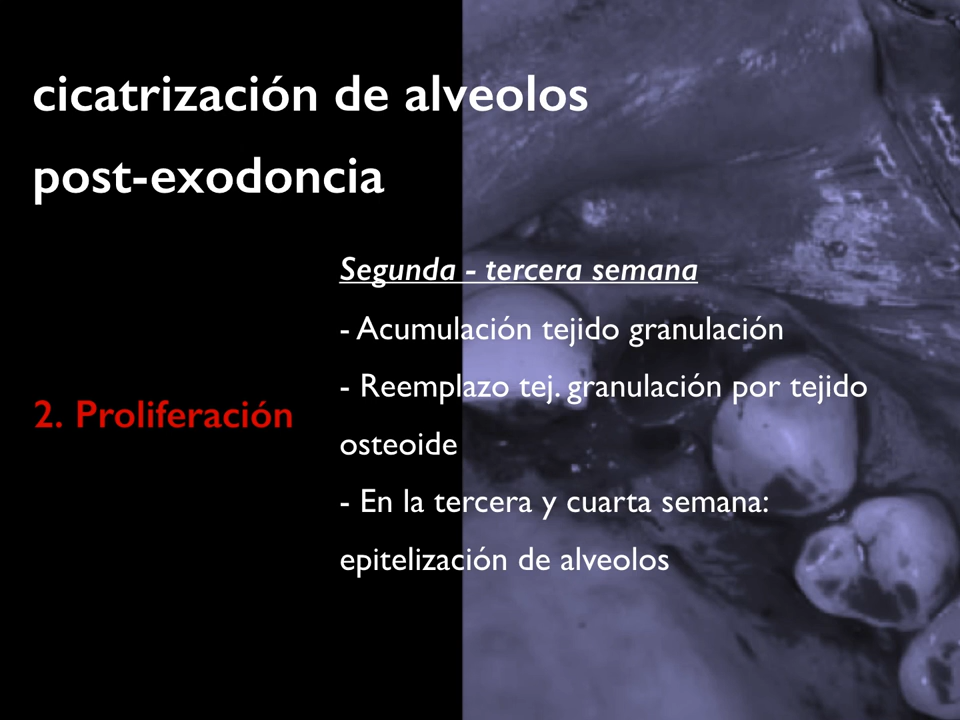 cicatrización de alveolos
post-exodoncia
Segunda - tercera semana
- Acumulación tejido granulación
- Reemplazo tej. granulación por tejido
osteoide
- En la tercera y cuarta semana:
epitelización de alveolos
2. Proliferación